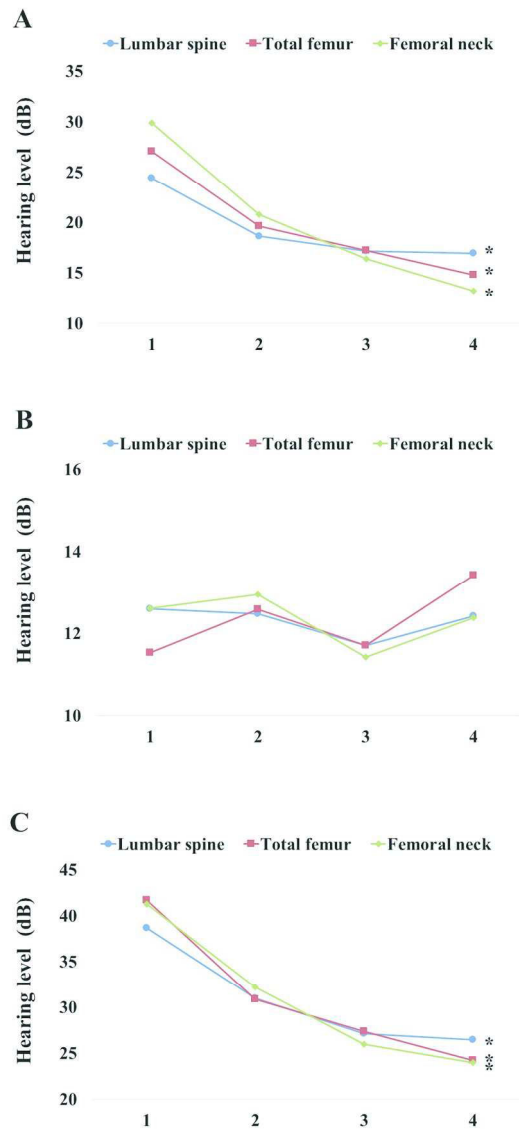 A
Lumbar spine Total femur Femoral neck
Hearing level (dB)
35
30
25
20
15
10
*
*
*
1 2 3 4
B
Lumbar spine Total femur Femoral neck
Hearing level (dB)
16
14
12
10
1 2 3 4
C
Lumbar spine Total femur Femoral neck
Hearing level (dB)
45
40
35
30
25
20
*
*
*
1 2 3 4